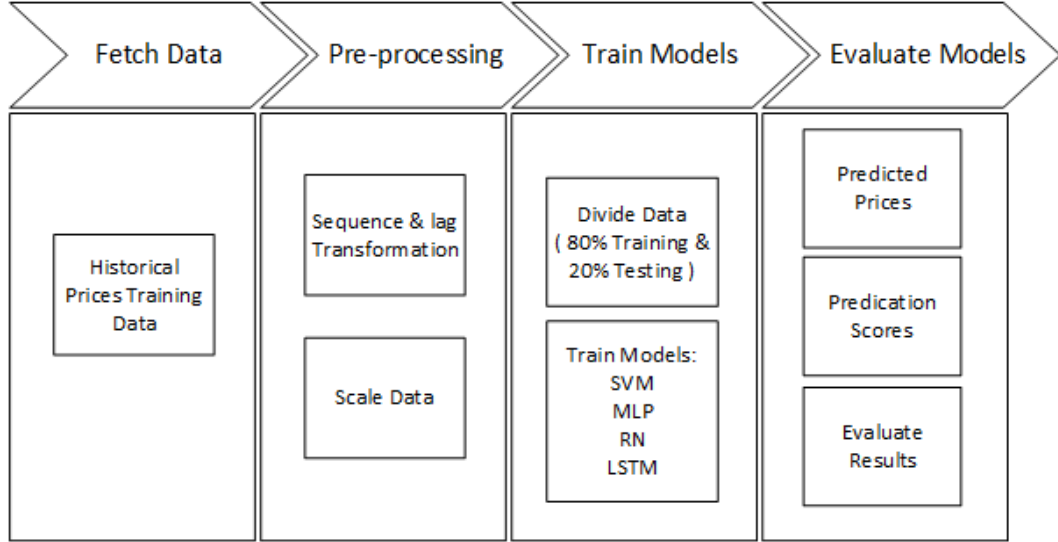 Fetch Data
Pre-processing
Train Models
Evaluate Models
Historical
Prices Training
Data
Sequence & lag
Transformation
Scale Data
Divide Data
( 80% Training &
20% Testing )
Train Models:
SVM
MLP
RN
LSTM
Predicted
Prices
Predication
Scores
Evaluate
Results